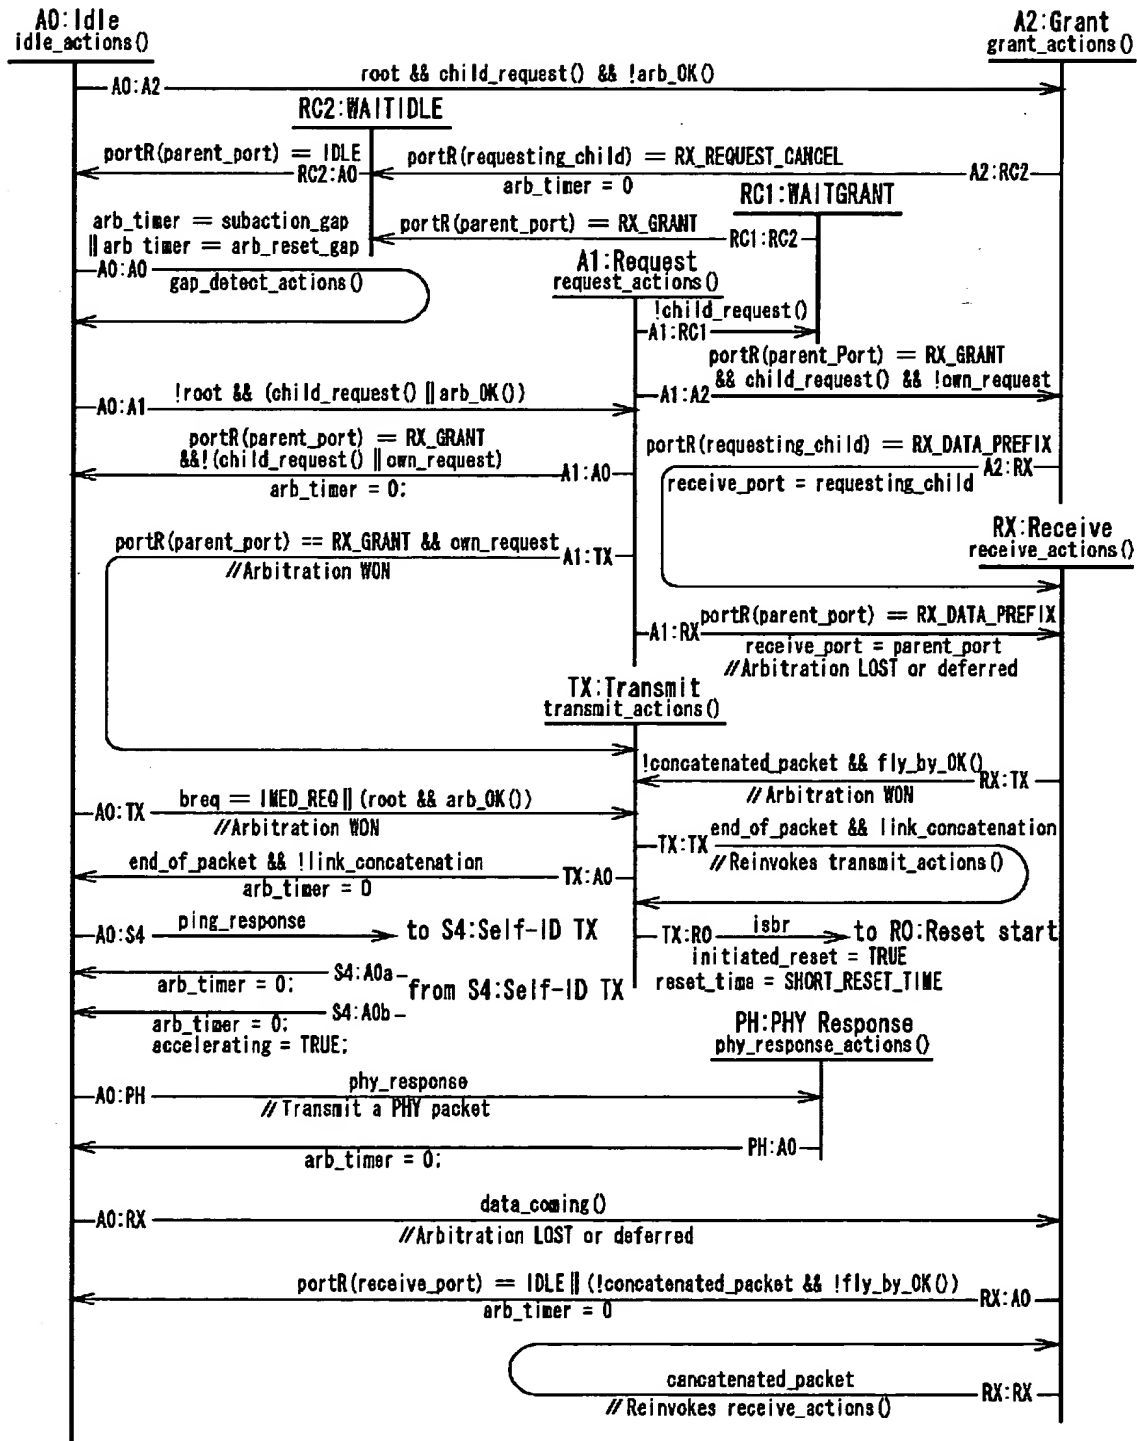 A0:Idle
idle_actions()
A2:Grant
grant_actions()
root && child_request() && !arb_OK()
A0:A2
RC2:WAITIDLE
portR(parent_port) = IDLE
RC2:A0
portR(requesting_child) = RX_REQUEST_CANCEL
A2:RC2
arb_timer = 0
RC1:WAITGRANT
arb_timer = subaction_gap
|| arb timer = arb_reset_gap
portR(parent_port) = RX_GRANT
RC1:RC2
A0:A0
gap_detect_actions()
A1:Request
request_actions()
!child_request()
A1:RC1
portR(parent_Port) = RX_GRANT
&& child_request() && !own_request
A1:A2
!root && (child_request() || arb_OK())
A0:A1
portR(parent_port) = RX_GRANT
&&!(child_request() || own_request)
A1:A0
arb_timer = 0;
portR(requesting_child) = RX_DATA_PREFIX
A2:RX
receive_port = requesting_child
RX:Receive
receive_actions()
portR(parent_port) == RX_GRANT && own_request
A1:TX
//Arbitration WON
portR(parent_port) == RX_DATA_PREFIX
A1:RX
receive_port = parent_port
//Arbitration LOST or deferred
TX:Transmit
transmit_actions()
!concatenated_packet && fly_by_OK()
RX:TX
//Arbitration WON
breq = IMED_REQ || (root && arb_OK())
A0:TX
//Arbitration WON
end_of_packet && link_concatenation
TX:TX
//Reinvokes transmit_actions()
end_of_packet && !link_concatenation
TX:A0
arb_timer = 0
ping_response
A0:S4
to S4:Self-ID TX
isbr
TX:R0
to R0:Reset start
initiated_reset = TRUE
reset_time = SHORT_RESET_TIME
S4:A0a
arb_timer = 0;
from S4:Self-ID TX
S4:A0b
arb_timer = 0;
accelerating = TRUE;
PH:PHY Response
phy_response_actions()
phy_response
A0:PH
//Transmit a PHY packet
PH:A0
arb_timer = 0;
data_coming()
A0:RX
//Arbitration LOST or deferred
portR(receive_port) == IDLE || (!concatenated_packet && !fly_by_OK())
RX:A0
arb_timer = 0
cancatenated_packet
RX:RX
//Reinvokes receive_actions()